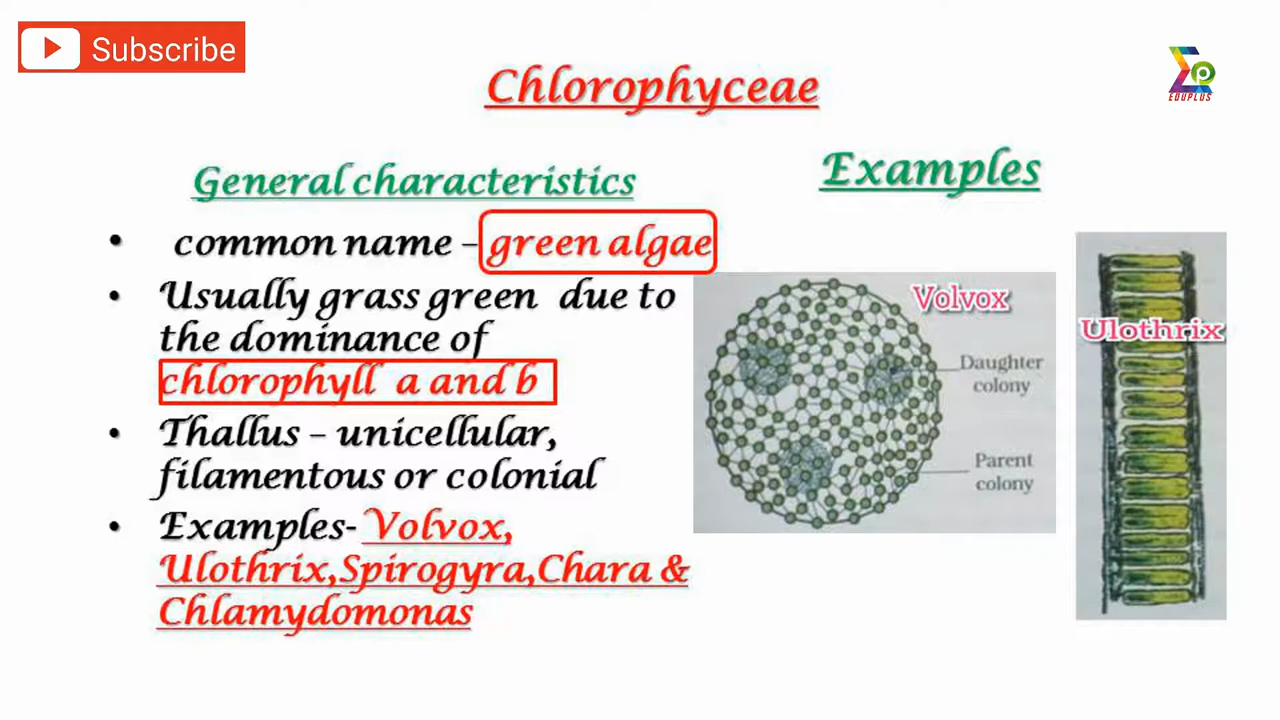 Subscribe
EDUPLUS
Chlorophyceae
General characteristics
• common name – green algae
• Usually grass green due to
the dominance of
chlorophyll a and b
• Thallus – unicellular,
filamentous or colonial
• Examples- Volvox,
Ulothrix,Spirogyra,Chara &
Chlamydomonas
Examples
Volvox
Daughter
colony
Parent
colony
Ulothrix